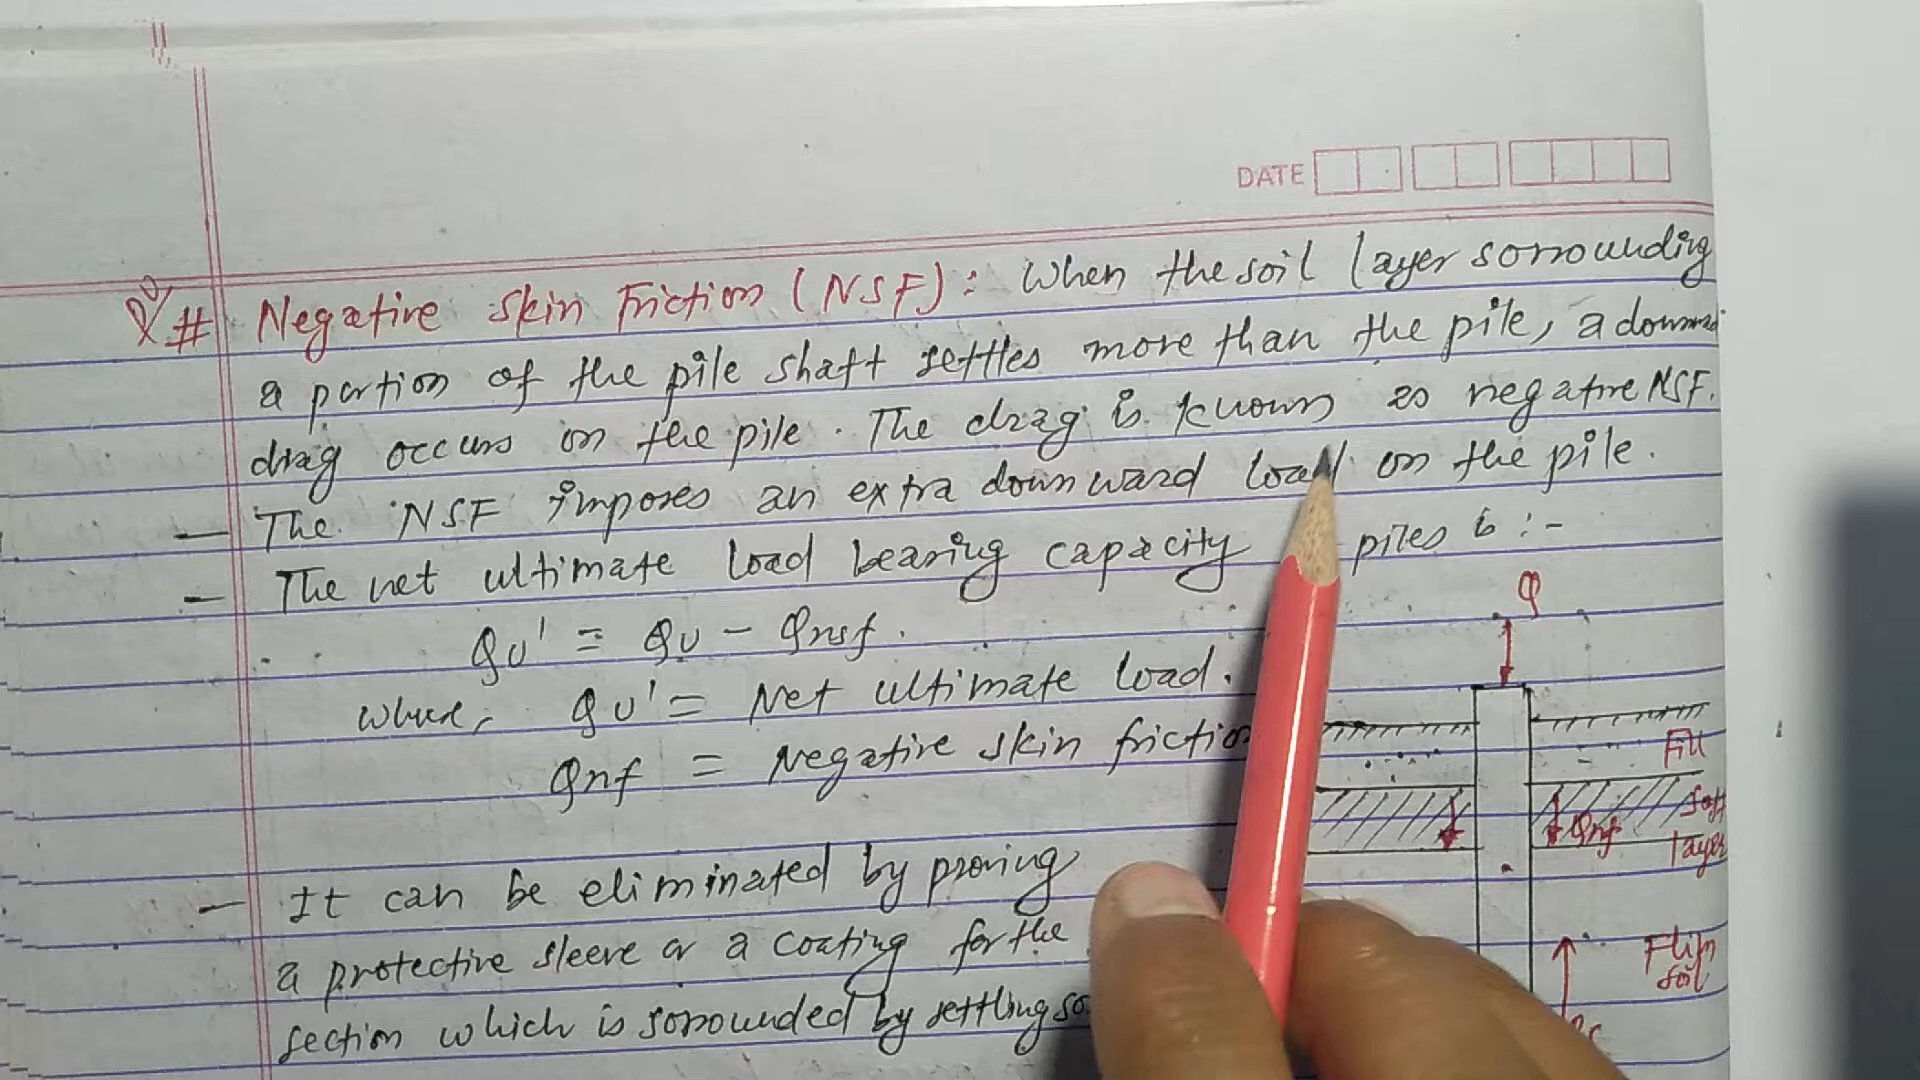 DATE
# Negative Skin Friction (NSF): When the soil layer sorrounding
a portion of the pile shaft settles more than the pile, a
drag occurs on the pile. The drag is known as negative NSF.
– The NSF imposes an extra downward load on the pile.
– The net ultimate load bearing capacity piles is :-
Qu' = Qu – Qnsf.
where, Qu' = Net ultimate load.
Qnf = Negative skin friction
– It can be eliminated by proving
a protective sleeve or a coating for the
section which is sorrounded by settling
Q
Fill
Soft
layer
Qnf
soil